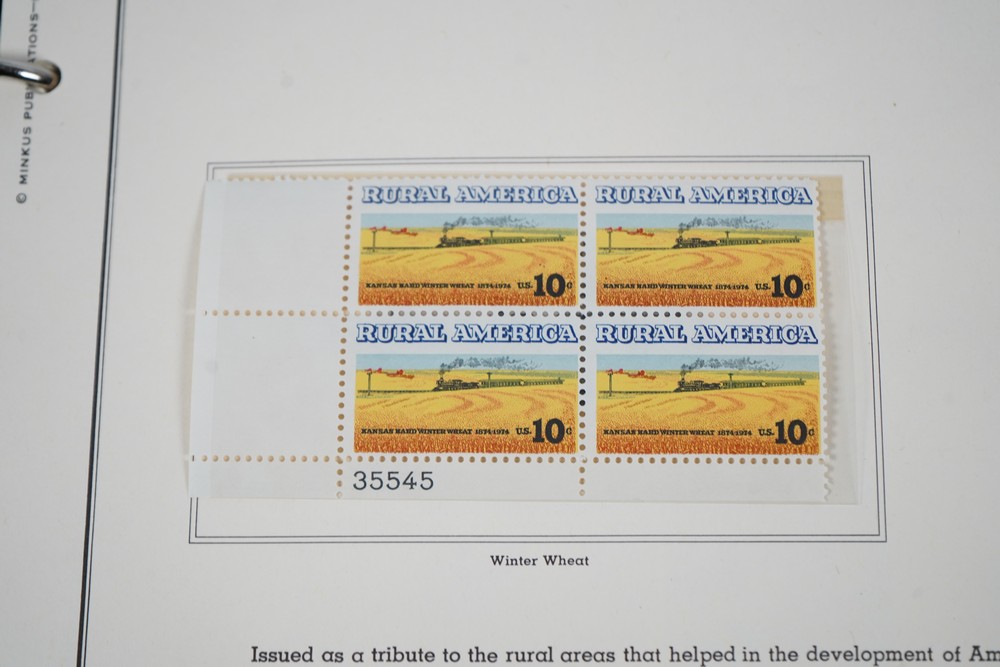 © MINKUS PUB ATIONS—
RURAL AMERICA
KANSAS HARD WINTER WHEAT 1874-1974 U.S. 10c
RURAL AMERICA
KANSAS HARD WINTER WHEAT 1874-1974 U.S. 10c
RURAL AMERICA
KANSAS HARD WINTER WHEAT 1874-1974 U.S. 10c
RURAL AMERICA
KANSAS HARD WINTER WHEAT 1874-1974 U.S. 10c
35545
Winter Wheat
Issued as a tribute to the rural areas that helped in the development of Am